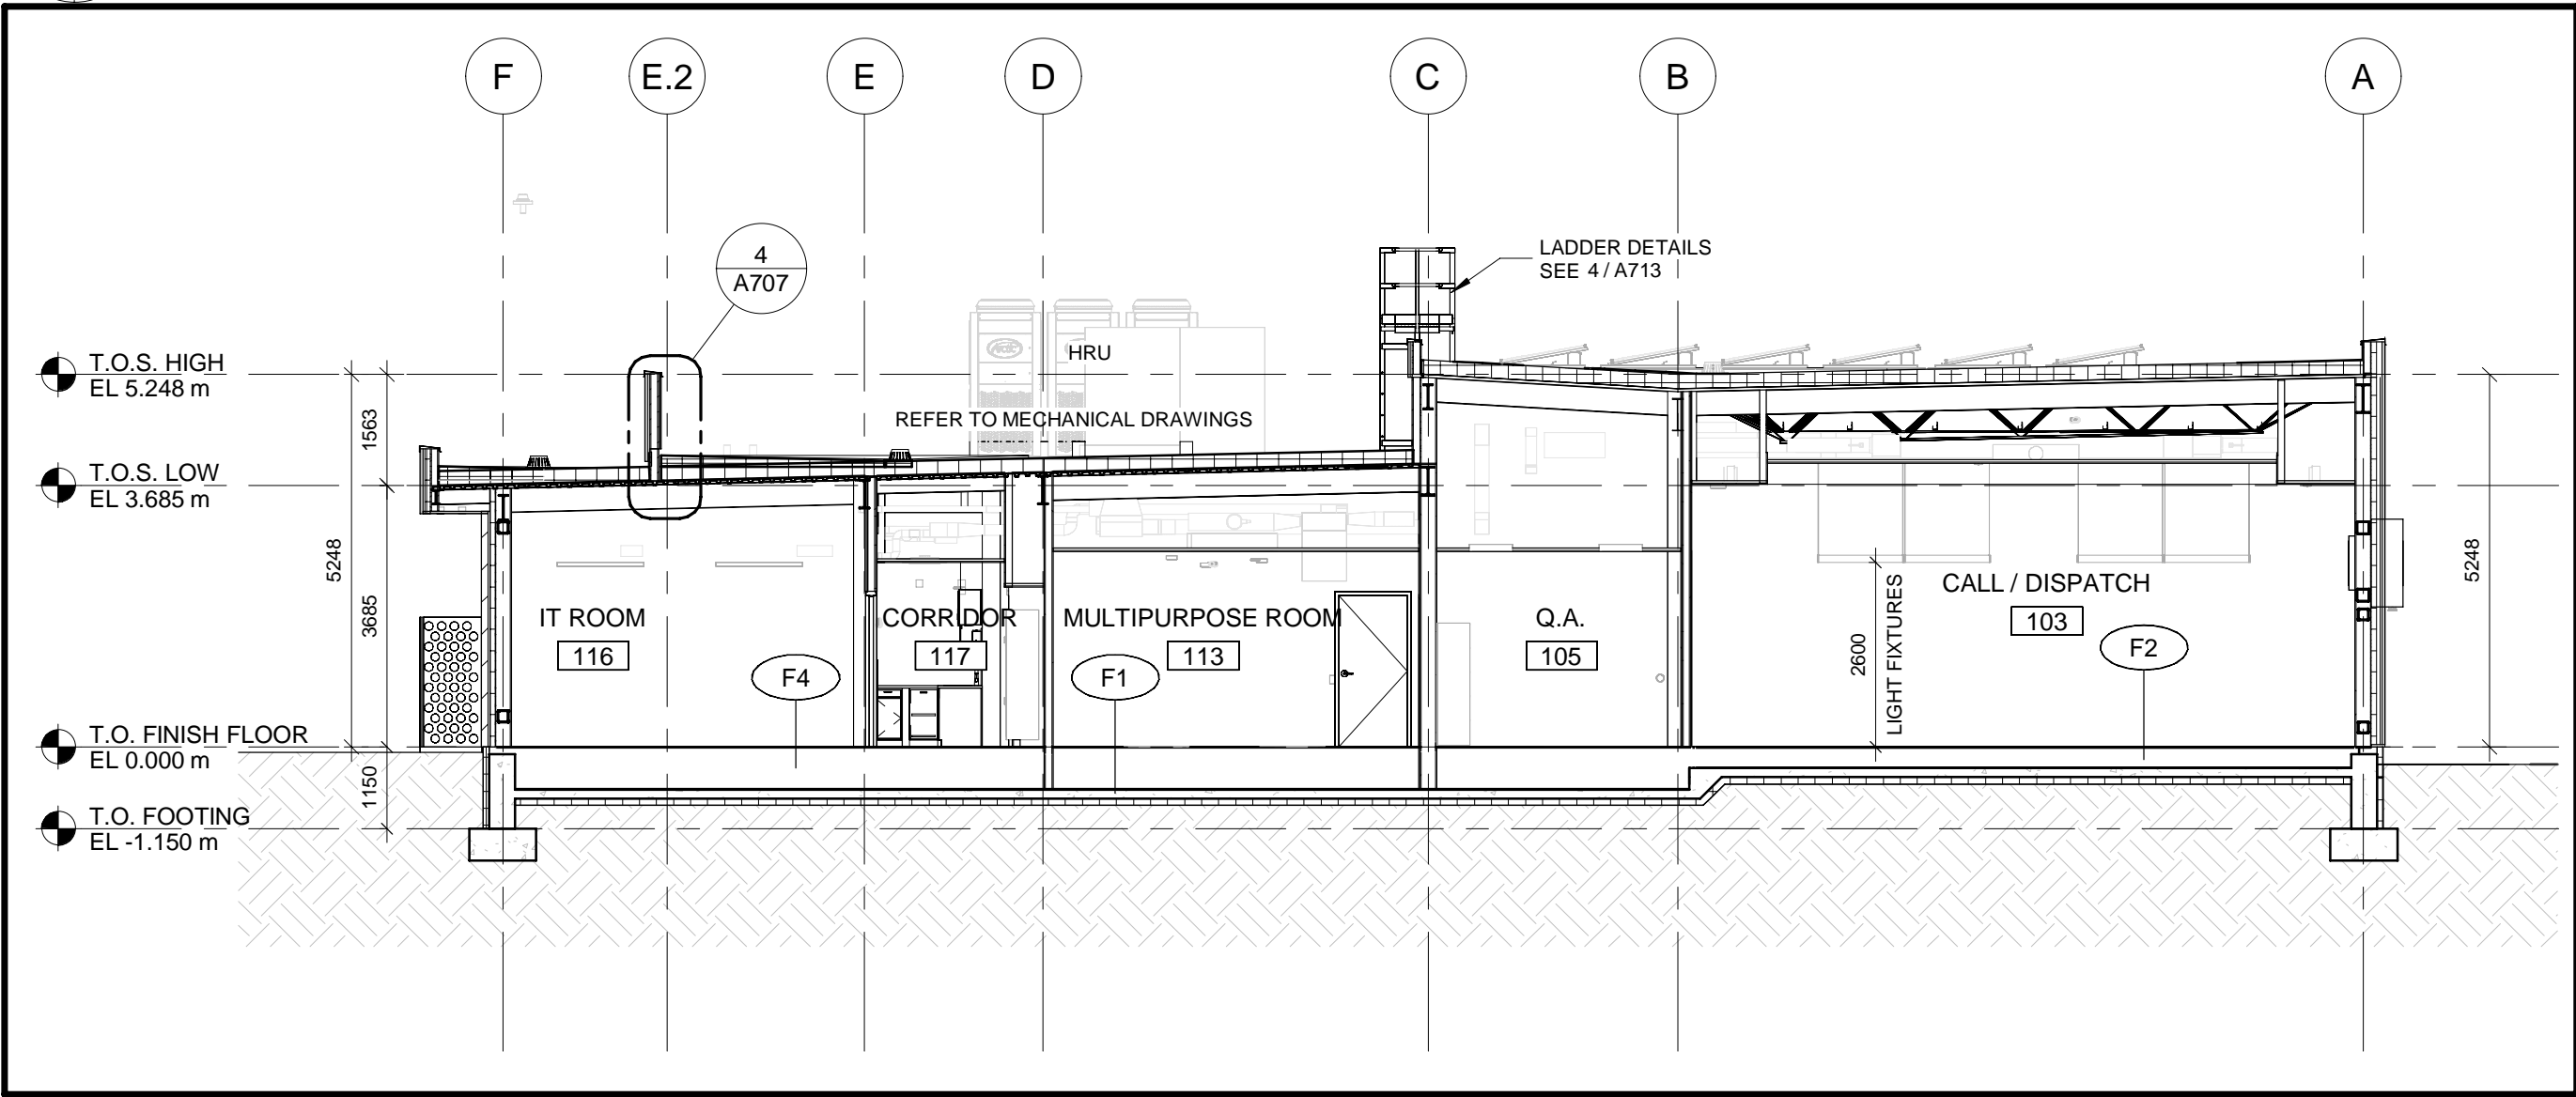 F
E.2
E
D
C
B
A
4
A707
LADDER DETAILS
SEE 4 / A713
HRU
REFER TO MECHANICAL DRAWINGS
T.O.S. HIGH
EL 5.248 m
T.O.S. LOW
EL 3.685 m
T.O. FINISH FLOOR
EL 0.000 m
T.O. FOOTING
EL -1.150 m
5248
1563
3685
1150
IT ROOM
116
F4
CORRIDOR
117
MULTIPURPOSE ROOM
113
F1
Q.A.
105
2600
LIGHT FIXTURES
CALL / DISPATCH
103
F2
5248